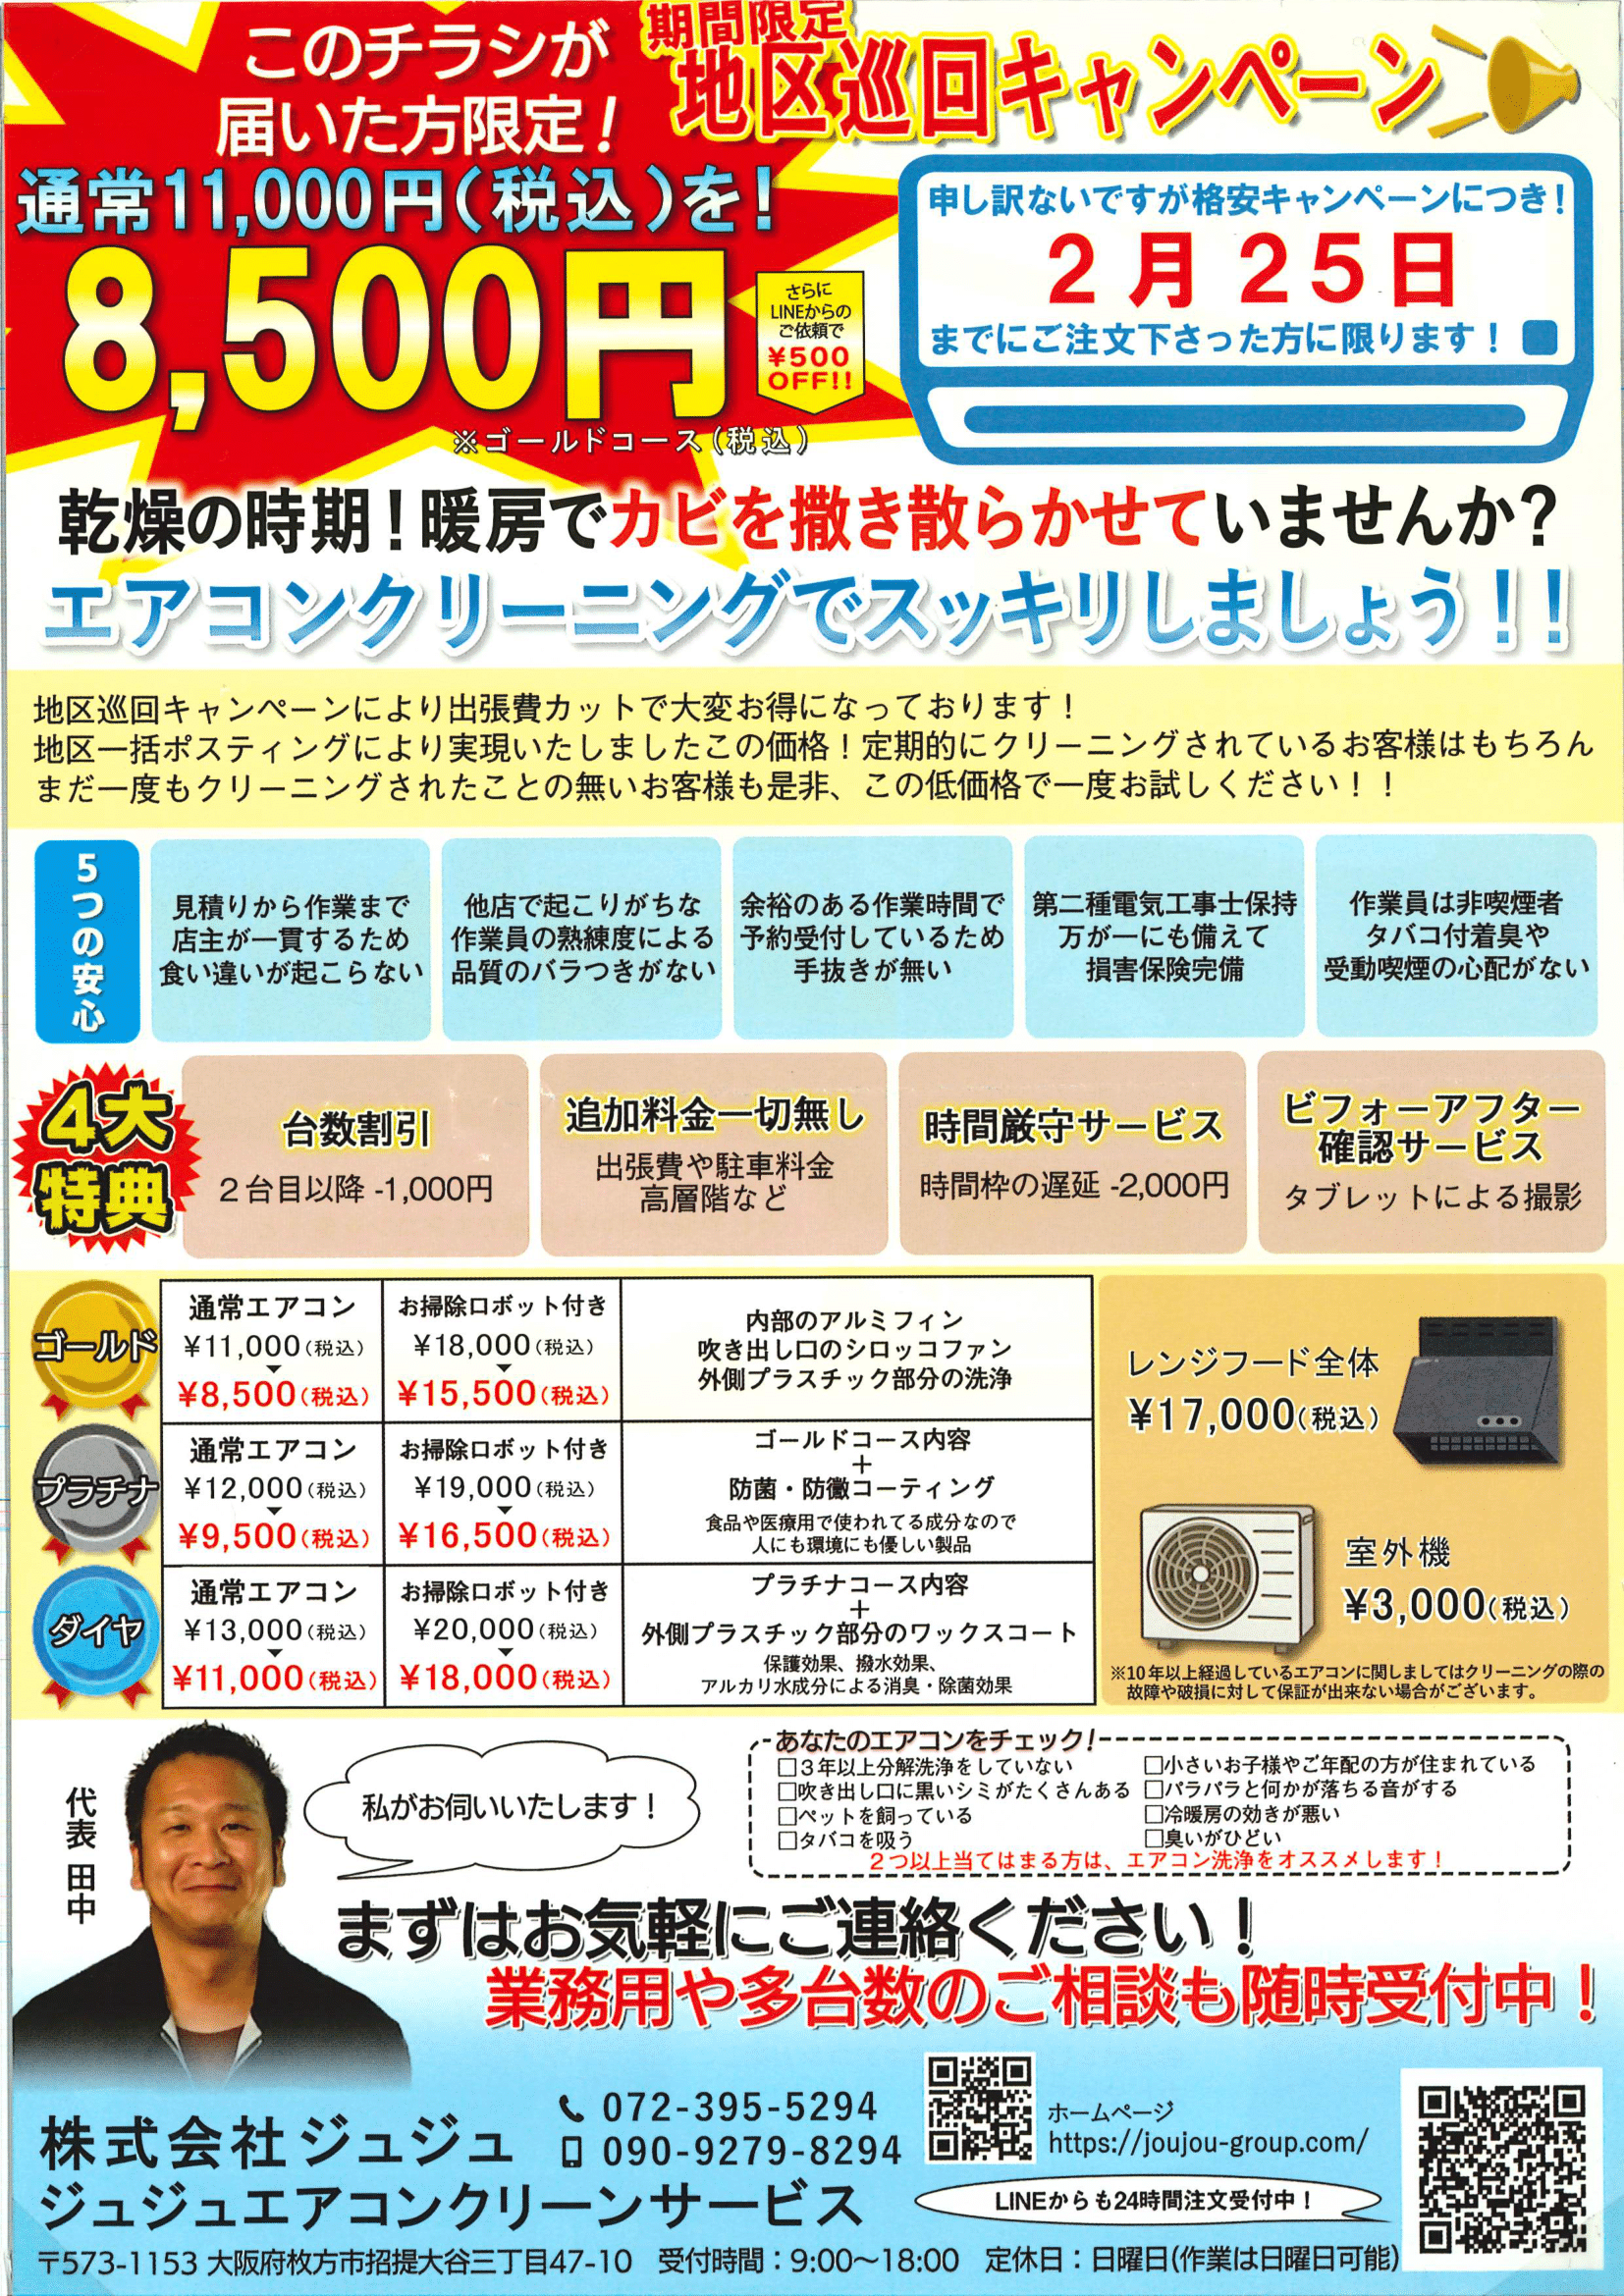 このチラシが
届いた方限定！
期間限定
地区巡回キャンペーン
通常11,000円(税込)を！
8,500円
さらに
LINEからの
ご依頼で
¥500
OFF!!
※ゴールドコース(税込)
申し訳ないですが格安キャンペーンにつき！
2月25日
までにご注文下さった方に限ります！
乾燥の時期！暖房でカビを撒き散らかせていませんか？
エアコンクリーニングでスッキリしましょう！！
地区巡回キャンペーンにより出張費カットで大変お得になっております！
地区一括ポスティングにより実現いたしましたこの価格！定期的にクリーニングされているお客様はもちろん
まだ一度もクリーニングされたことの無いお客様も是非、この低価格で一度お試しください！！
5つの安心
見積りから作業まで
店主が一貫するため
食い違いが起こらない
他店で起こりがちな
作業員の熟練度による
品質のバラつきがない
余裕のある作業時間で
予約受付しているため
手抜きが無い
第二種電気工事士保持
万が一にも備えて
損害保険完備
作業員は非喫煙者
タバコ付着臭や
受動喫煙の心配がない
4大
特典
台数割引
2台目以降 -1,000円
追加料金一切無し
出張費や駐車料金
高層階など
時間厳守サービス
時間枠の遅延 -2,000円
ビフォーアフター
確認サービス
タブレットによる撮影
ゴールド
通常エアコン
¥11,000(税込)
▼
¥8,500(税込)
お掃除ロボット付き
¥18,000(税込)
▼
¥15,500(税込)
内部のアルミフィン
吹き出し口のシロッコファン
外側プラスチック部分の洗浄
プラチナ
通常エアコン
¥12,000(税込)
▼
¥9,500(税込)
お掃除ロボット付き
¥19,000(税込)
▼
¥16,500(税込)
ゴールドコース内容
＋
防菌・防黴コーティング
食品や医療用で使われてる成分なので
人にも環境にも優しい製品
ダイヤ
通常エアコン
¥13,000(税込)
▼
¥11,000(税込)
お掃除ロボット付き
¥20,000(税込)
▼
¥18,000(税込)
プラチナコース内容
＋
外側プラスチック部分のワックスコート
保護効果、撥水効果、
アルカリ水成分による消臭・除菌効果
レンジフード全体
¥17,000(税込)
室外機
¥3,000(税込)
※10年以上経過しているエアコンに関しましてはクリーニングの際の
故障や破損に対して保証が出来ない場合がございます。
代表 田中
私がお伺いいたします！
あなたのエアコンをチェック！
□3年以上分解洗浄をしていない
□吹き出し口に黒いシミがたくさんある
□ペットを飼っている
□タバコを吸う
□小さいお子様やご年配の方が住まれている
□パラパラと何かが落ちる音がする
□冷暖房の効きが悪い
□臭いがひどい
2つ以上当てはまる方は、エアコン洗浄をオススメします！
まずはお気軽にご連絡ください！
業務用や多台数のご相談も随時受付中！
株式会社ジュジュ
ジュジュエアコンクリーンサービス
072-395-5294
090-9279-8294
ホームページ
https://joujou-group.com/
LINEからも24時間注文受付中！
〒573-1153 大阪府枚方市招提大谷三丁目47-10　受付時間：9:00〜18:00　定休日：日曜日(作業は日曜日可能)